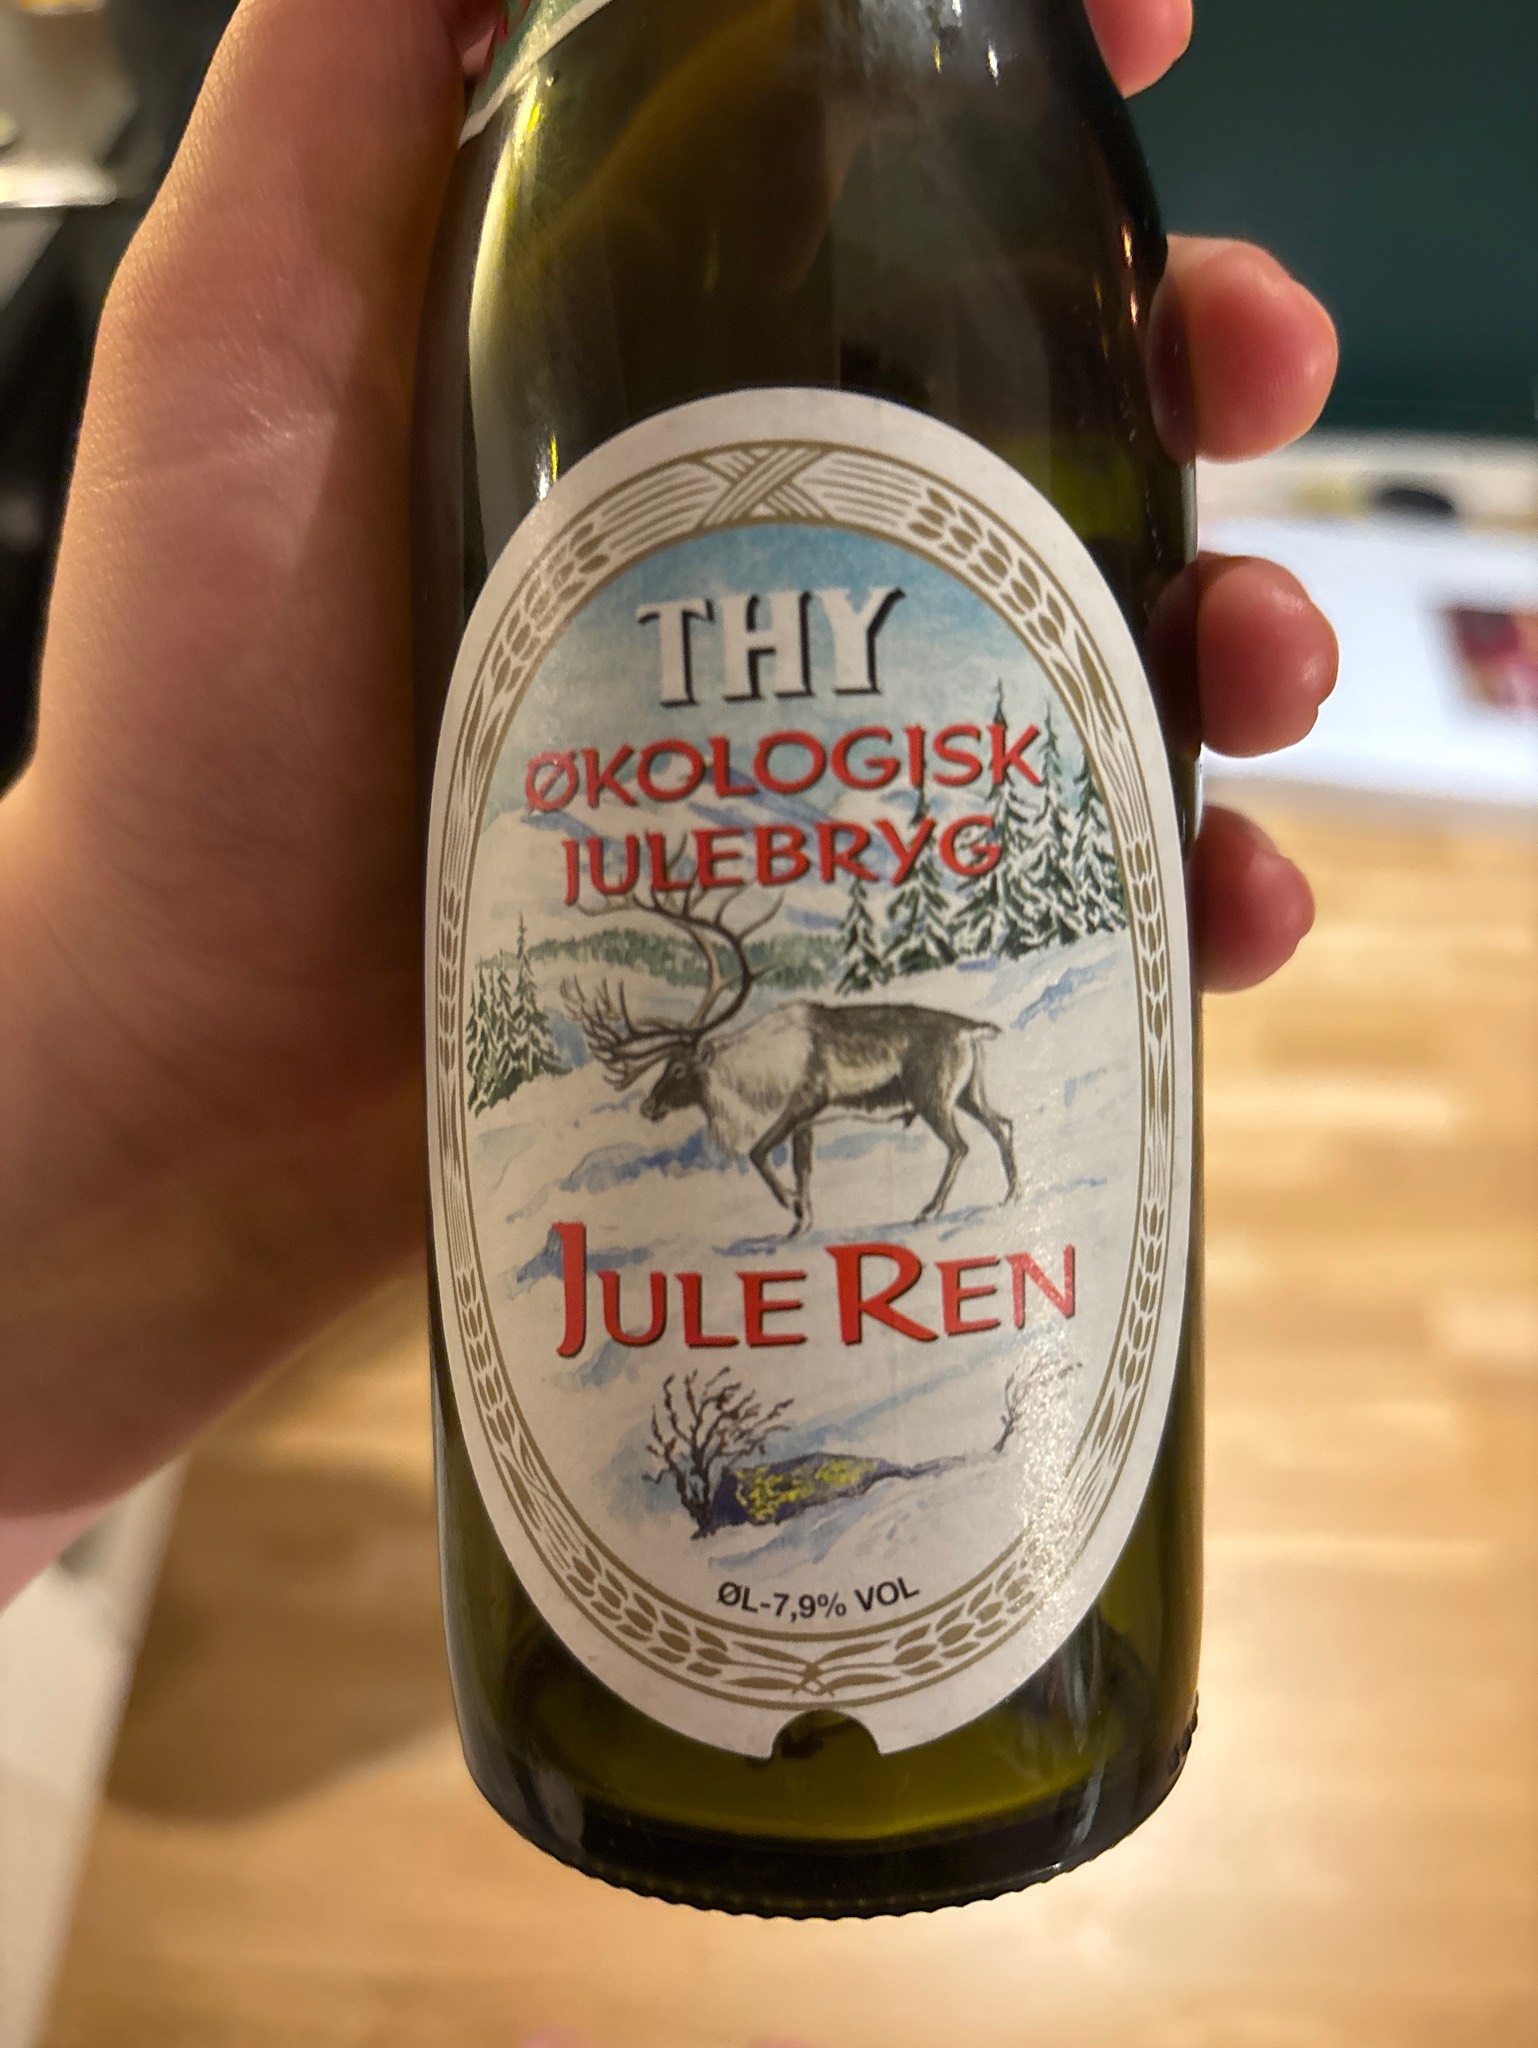 THY
ØKOLOGISK
JULEBRYG
JULE REN
ØL-7,9% VOL